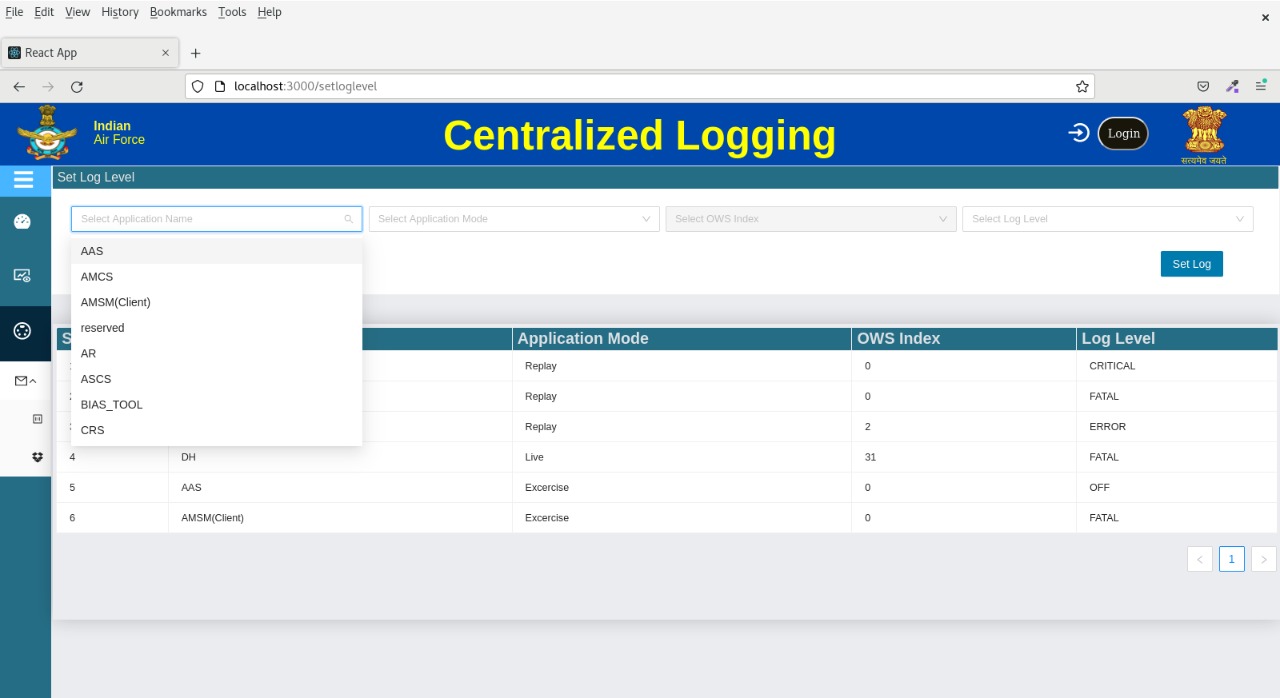 File Edit View History Bookmarks Tools Help
React App
localhost:3000/setloglevel
Indian
Air Force
Centralized Logging
Login
सत्यमेव जयते
Set Log Level
Select Application Name
Select Application Mode
Select OWS Index
Select Log Level
AAS
AMCS
AMSM(Client)
reserved
AR
ASCS
BIAS_TOOL
CRS
Set Log
S Application Mode OWS Index Log Level
Replay 0 CRITICAL
Replay 0 FATAL
Replay 2 ERROR
4 DH Live 31 FATAL
5 AAS Excercise 0 OFF
6 AMSM(Client) Excercise 0 FATAL
1